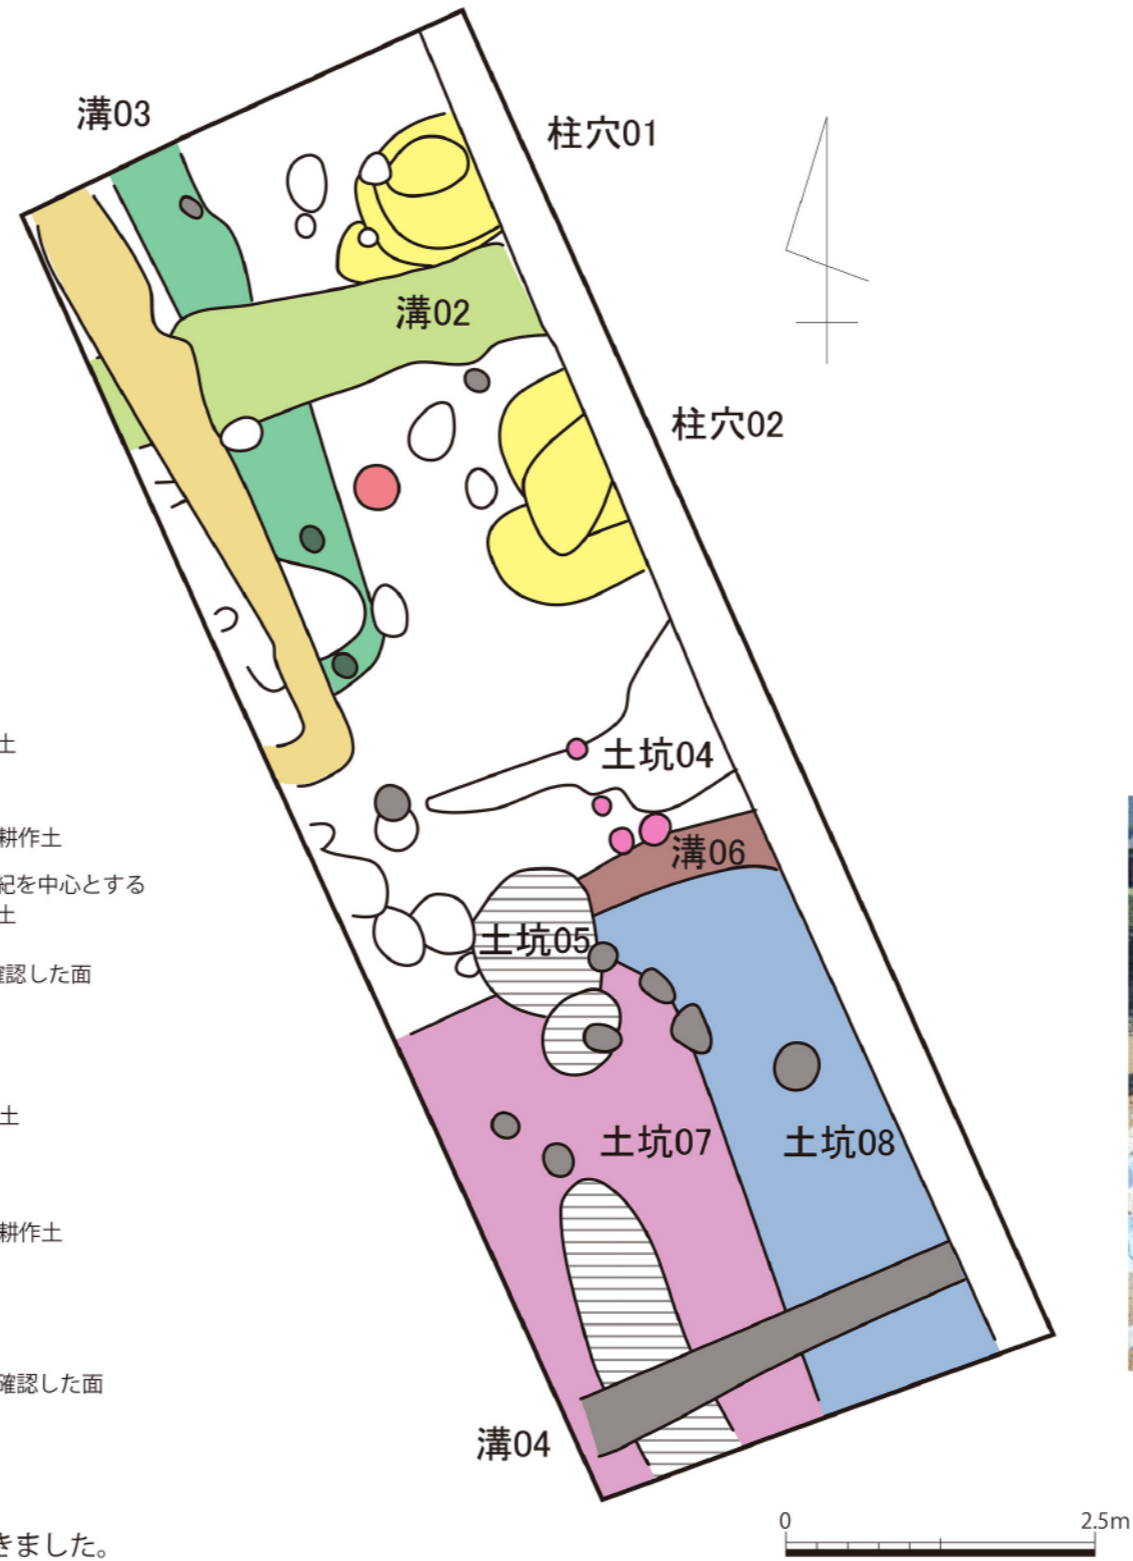 溝03
柱穴01
溝02
柱穴02
土
土坑04
耕作土
溝06
紀を中心とする
土
土坑05
確認した面
土
土坑07
土坑08
耕作土
確認した面
溝04
0 2.5m
きました。